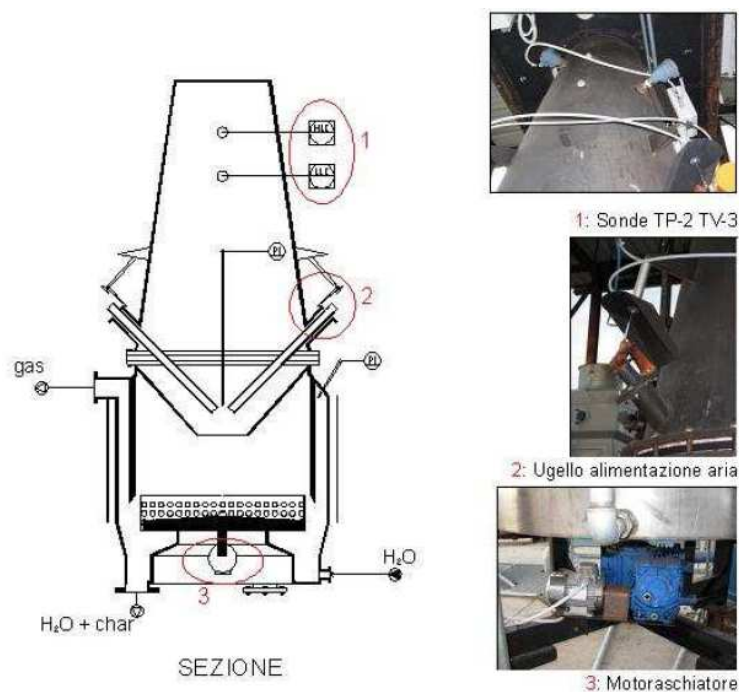 HLC
LLC
1
PI
2
gas
PI
H₂O
3
H₂O + char
SEZIONE
1: Sonde TP-2 TV-3
2: Ugello alimentazione aria
3: Motoraschiatore